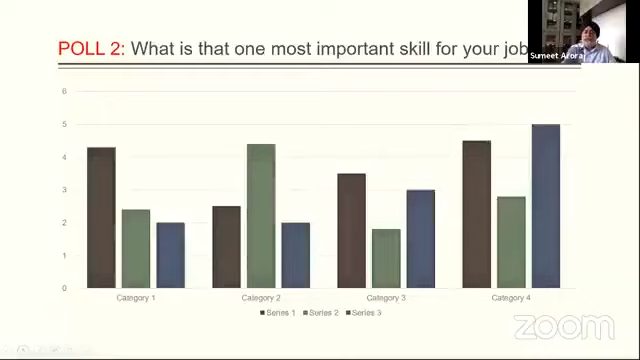 POLL 2: What is that one most important skill for your job
Sumeet Arora
6
5
4
3
2
1
0
Category 1 Category 2 Category 3 Category 4
Series 1 Series 2 Series 3
zoom